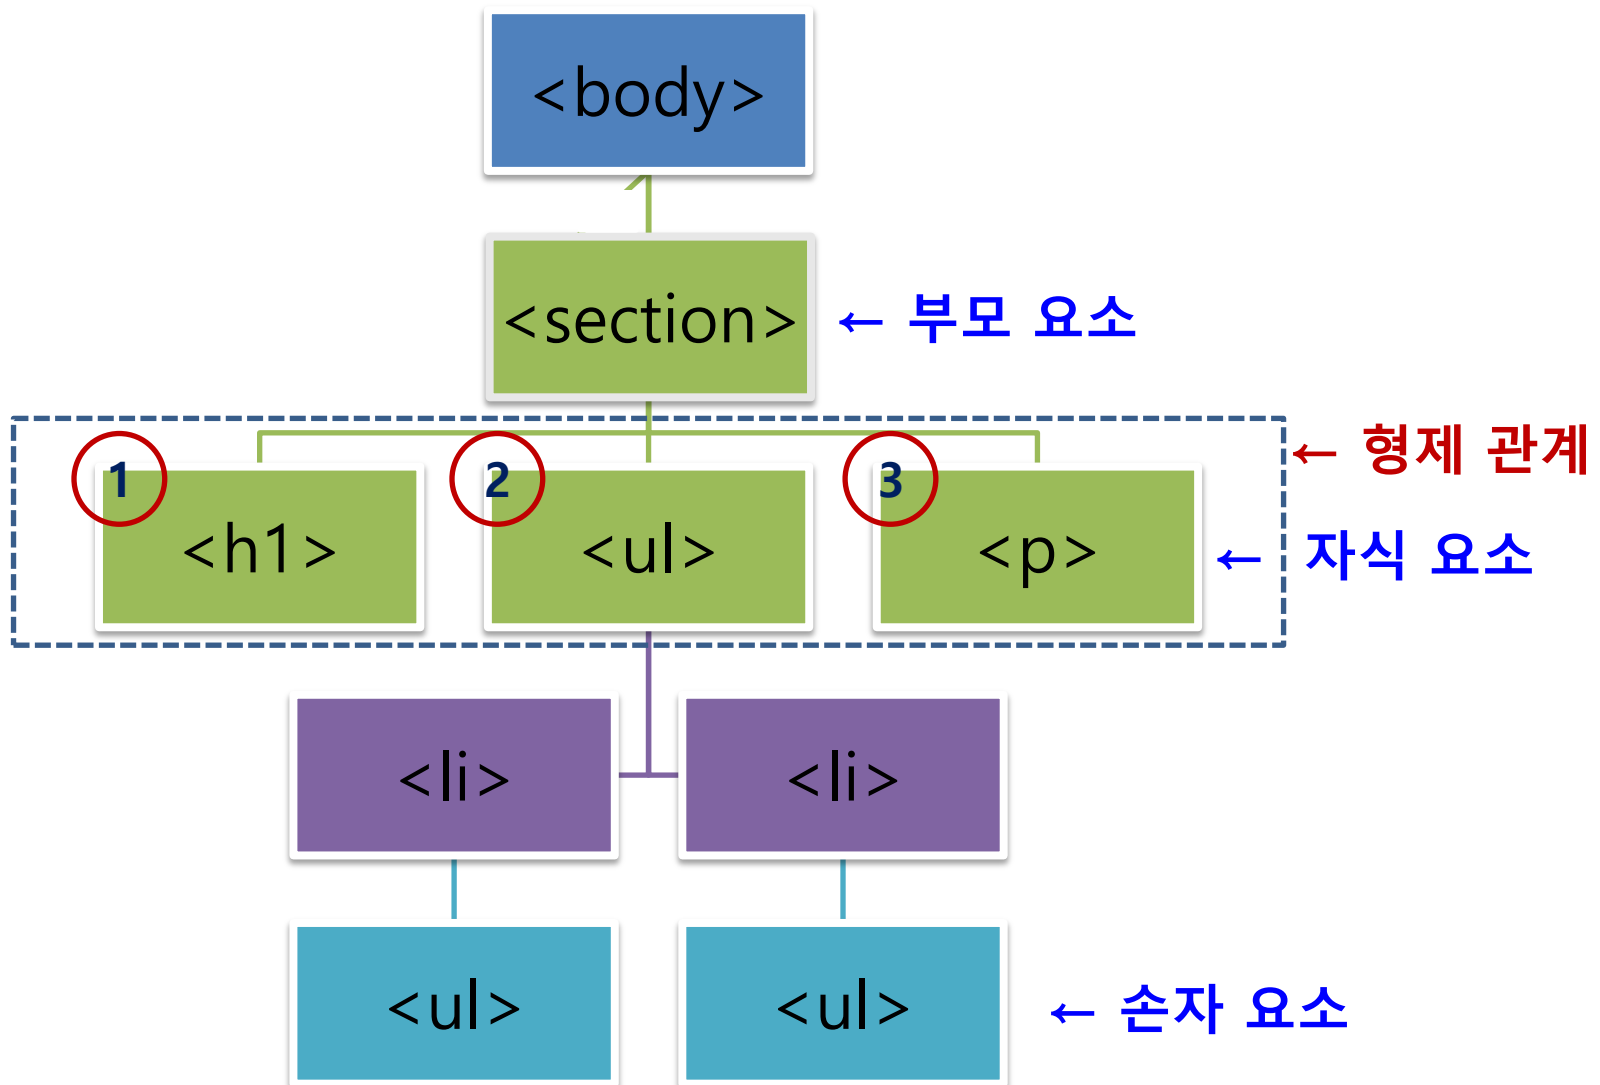 <body>
<section>
← 부모 요소
← 형제 관계
1
2
3
<h1>
<ul>
<p>
← 자식 요소
<li>
<li>
<ul>
<ul>
← 손자 요소